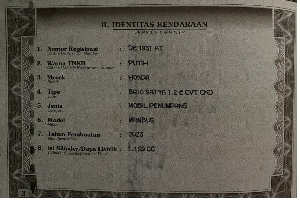 II. IDENTITAS KENDARAAN
1. Nomor Registrasi : DE 1931 AT
2. Warna TNKB : PUTIH
3. Merek : HONDA
4. Tipe : BRIO SATYA 1.2 E CVT CKD
5. Jenis : MOBIL PENUMPANG
6. Model : MINIBUS
7. Tahun Pembuatan : 2023
8. Isi Silinder/Daya Listrik : 1.199 CC